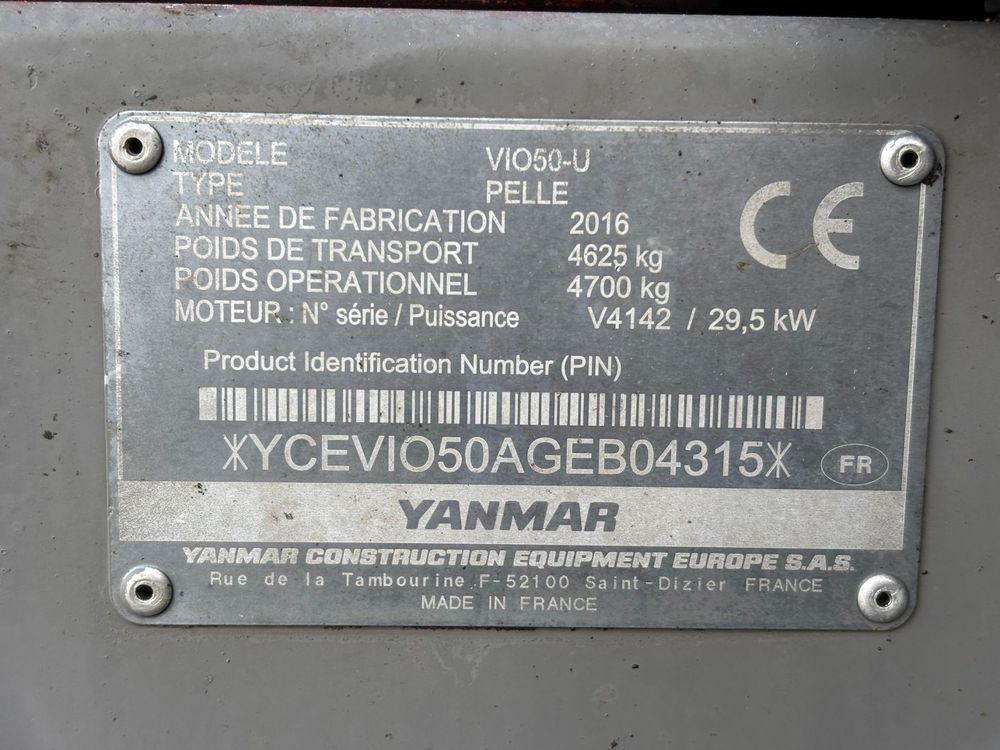 MODELE VIO50-U
TYPE PELLE
ANNEE DE FABRICATION 2016
POIDS DE TRANSPORT 4625 kg
POIDS OPERATIONNEL 4700 kg
MOTEUR : N° série / Puissance V4142 / 29,5 kW
CE
Product Identification Number (PIN)
*YCEVIO50AGEB04315*
FR
YANMAR
YANMAR CONSTRUCTION EQUIPMENT EUROPE S.A.S.
Rue de la Tambourine F-52100 Saint-Dizier FRANCE
MADE IN FRANCE